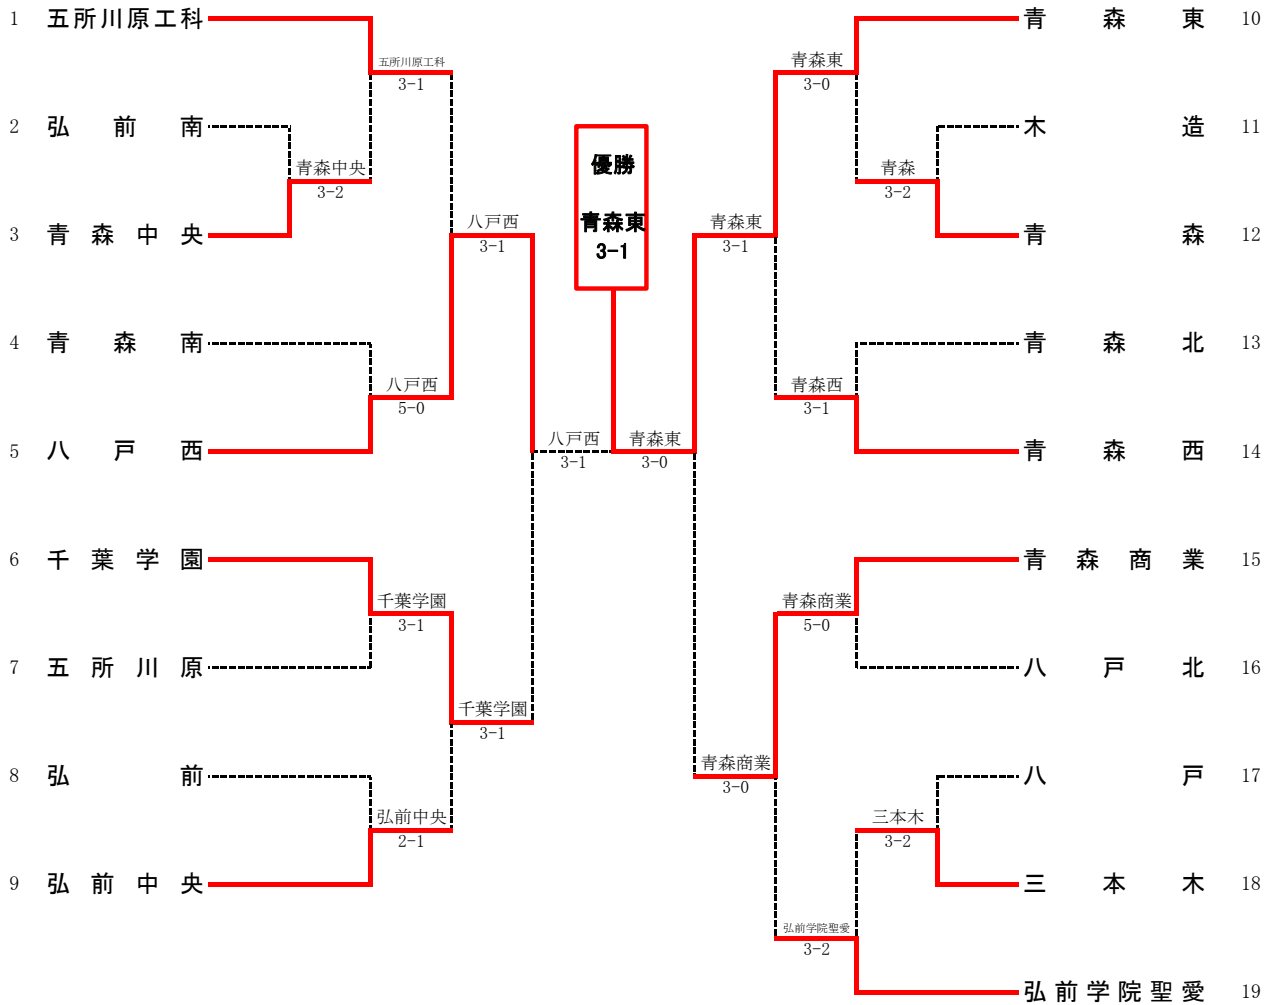 1 五所川原工科
2 弘前南
3 青森中央
4 青森南
5 八戸西
6 千葉学園
7 五所川原
8 弘前
9 弘前中央
青森中央
3-2
五所川原工科
3-1
八戸西
5-0
千葉学園
3-1
弘前中央
2-1
八戸西
3-1
千葉学園
3-1
八戸西
3-1
優勝
青森東
3-1
青森東
3-0
青森東
3-1
青森商業
3-0
青森東
3-0
青森西
3-1
青森商業
5-0
弘前学院聖愛
3-2
青森
3-2
三本木
3-2
青森東 10
木造 11
青森 12
青森北 13
青森西 14
青森商業 15
八戸北 16
八戸 17
三本木 18
弘前学院聖愛 19